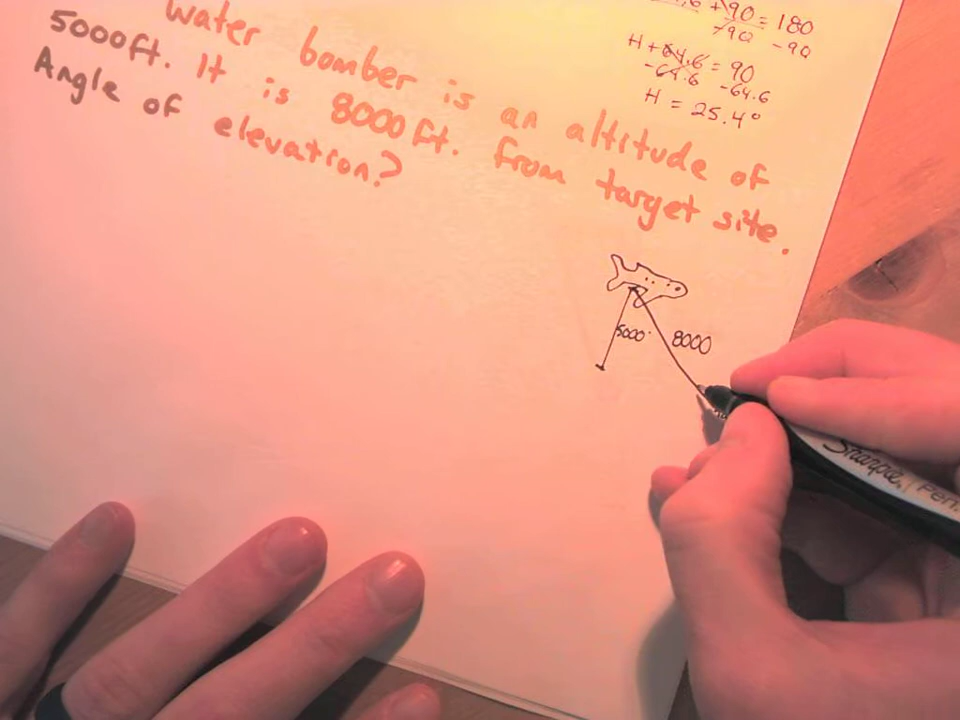 water bomber is an altitude of
5000ft. It is 8000ft. from target site.
Angle of elevation?
+90 = 180
-90 -90
H + 64.6 = 90
-64.6 -64.6
H = 25.4°
5000
8000
Sharpie Pen